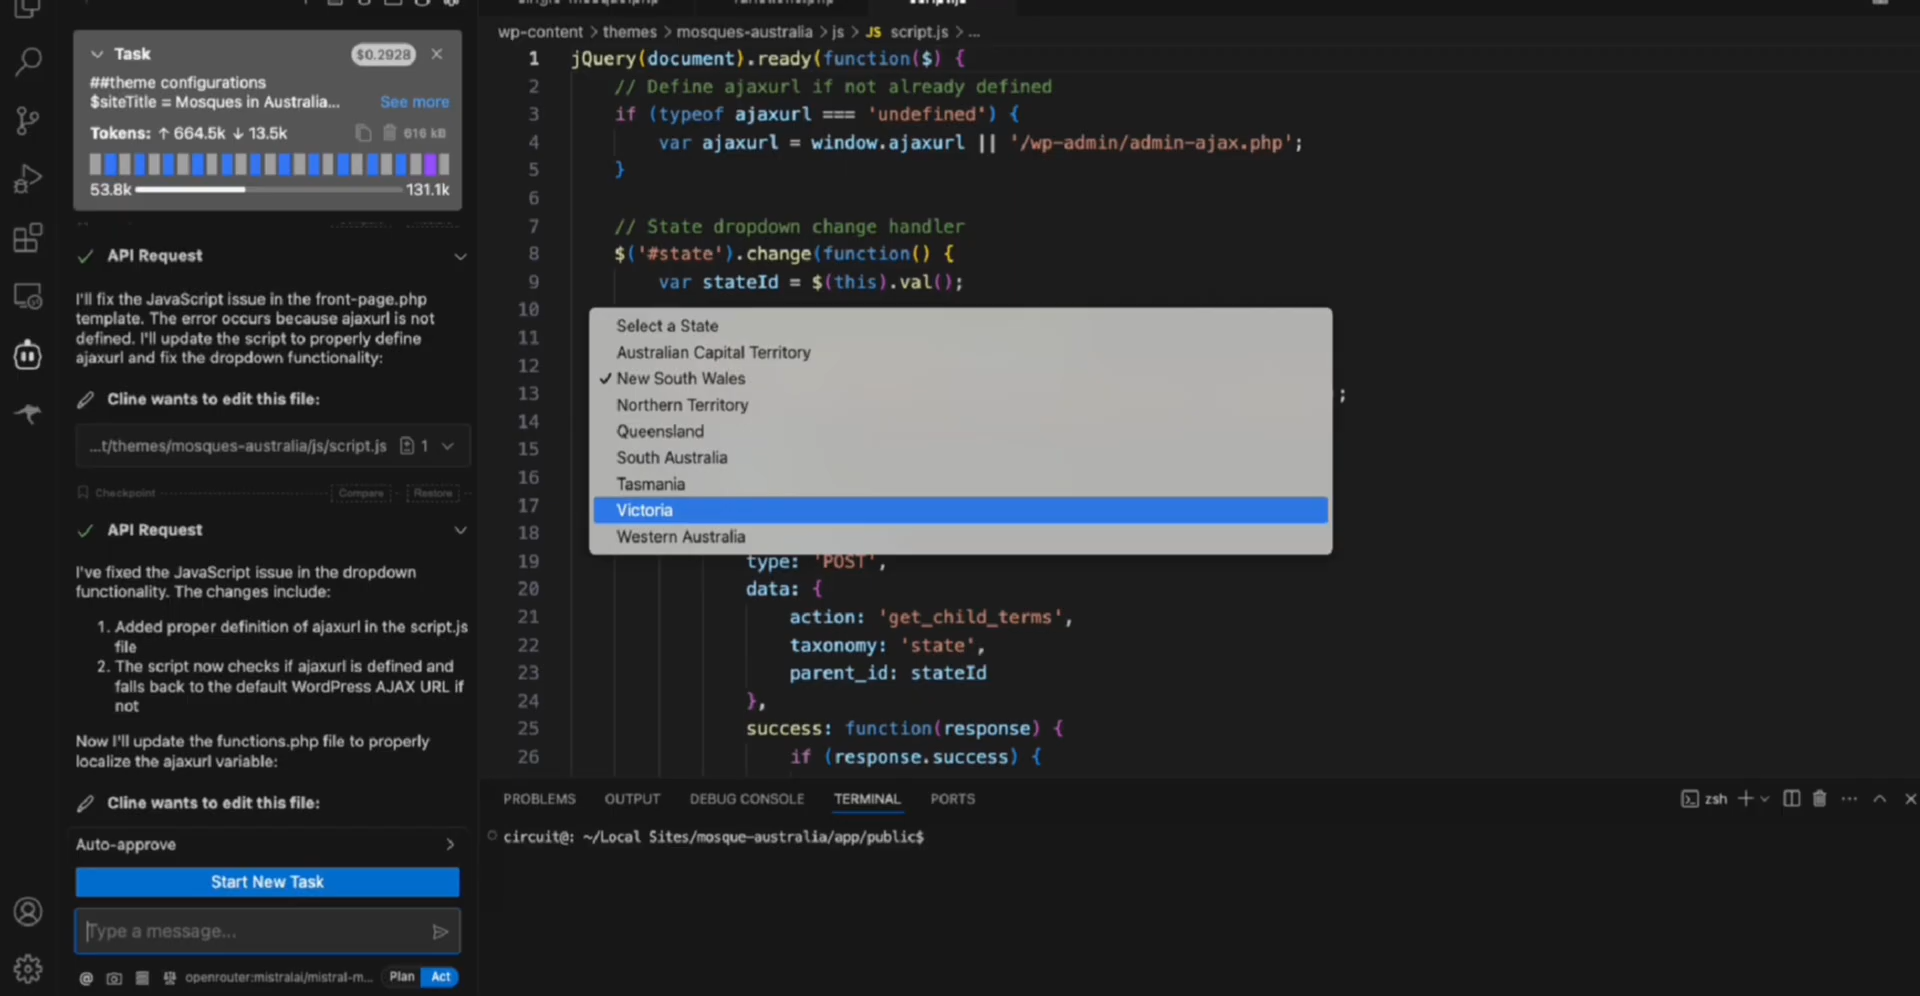 Task
$0.2928
##theme configurations
$siteTitle = Mosques in Australia...
See more
Tokens: ↑ 664.5k ↓ 13.5k
616 kB
53.8k
131.1k
API Request
I'll fix the JavaScript issue in the front-page.php
template. The error occurs because ajaxurl is not
defined. I'll update the script to properly define
ajaxurl and fix the dropdown functionality:
Cline wants to edit this file:
...t/themes/mosques-australia/js/script.js
1
Checkpoint
Compare
Restore
API Request
I've fixed the JavaScript issue in the dropdown
functionality. The changes include:
1. Added proper definition of ajaxurl in the script.js
file
2. The script now checks if ajaxurl is defined and
falls back to the default WordPress AJAX URL if
not
Now I'll update the functions.php file to properly
localize the ajaxurl variable:
Cline wants to edit this file:
Auto-approve
Start New Task
Type a message...
@
openrouter:mistralai/mistral-m...
Plan
Act
wp-content > themes > mosques-australia > js > JS script.js > ...
1 jQuery(document).ready(function($) {
2 // Define ajaxurl if not already defined
3 if (typeof ajaxurl === 'undefined') {
4 var ajaxurl = window.ajaxurl || '/wp-admin/admin-ajax.php';
5 }
6
7 // State dropdown change handler
8 $('#state').change(function() {
9 var stateId = $(this).val();
10
11
12
13 ;
14
15
16
17
18
Select a State
Australian Capital Territory
✓ New South Wales
Northern Territory
Queensland
South Australia
Tasmania
Victoria
Western Australia
19 type: 'POST',
20 data: {
21 action: 'get_child_terms',
22 taxonomy: 'state',
23 parent_id: stateId
24 },
25 success: function(response) {
26 if (response.success) {
PROBLEMS
OUTPUT
DEBUG CONSOLE
TERMINAL
PORTS
zsh
circuit@: ~/Local Sites/mosque-australia/app/public$